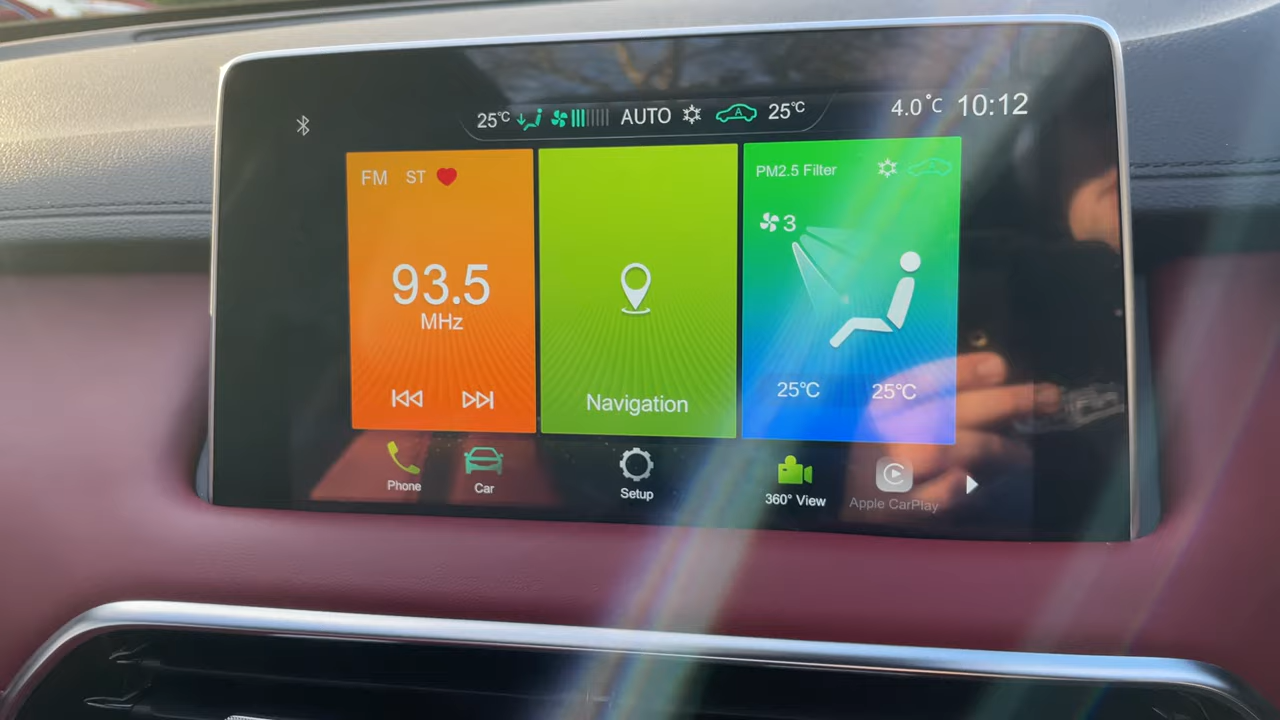 25°C AUTO 25°C 4.0°C 10:12
FM ST
93.5
MHz
Navigation
PM2.5 Filter
3
25°C 25°C
Phone
Car
Setup
360° View
Apple CarPlay